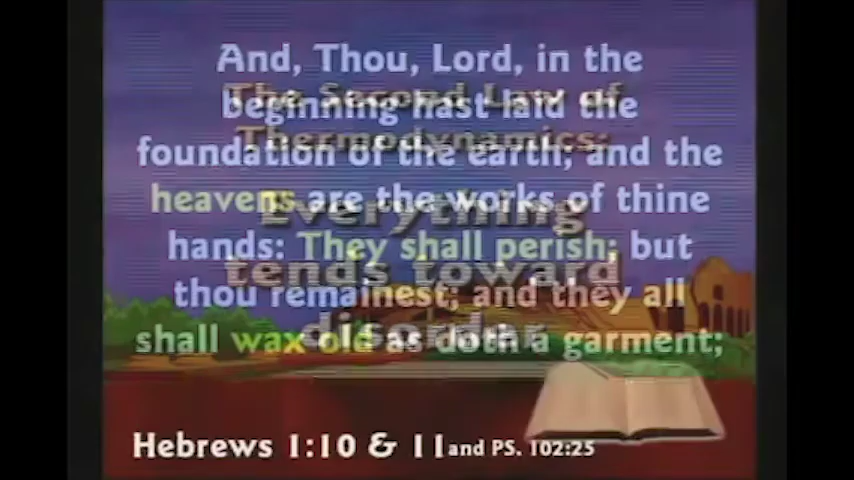 And, Thou, Lord, in the
beginning hast laid the
foundation of the earth; and the
heavens are the works of thine
hands: They shall perish; but
thou remainest; and they all
shall wax old as doth a garment;
Hebrews 1:10 & 11 and PS. 102:25
The Second Law of
Thermodynamics:
Everything
tends toward
disorder